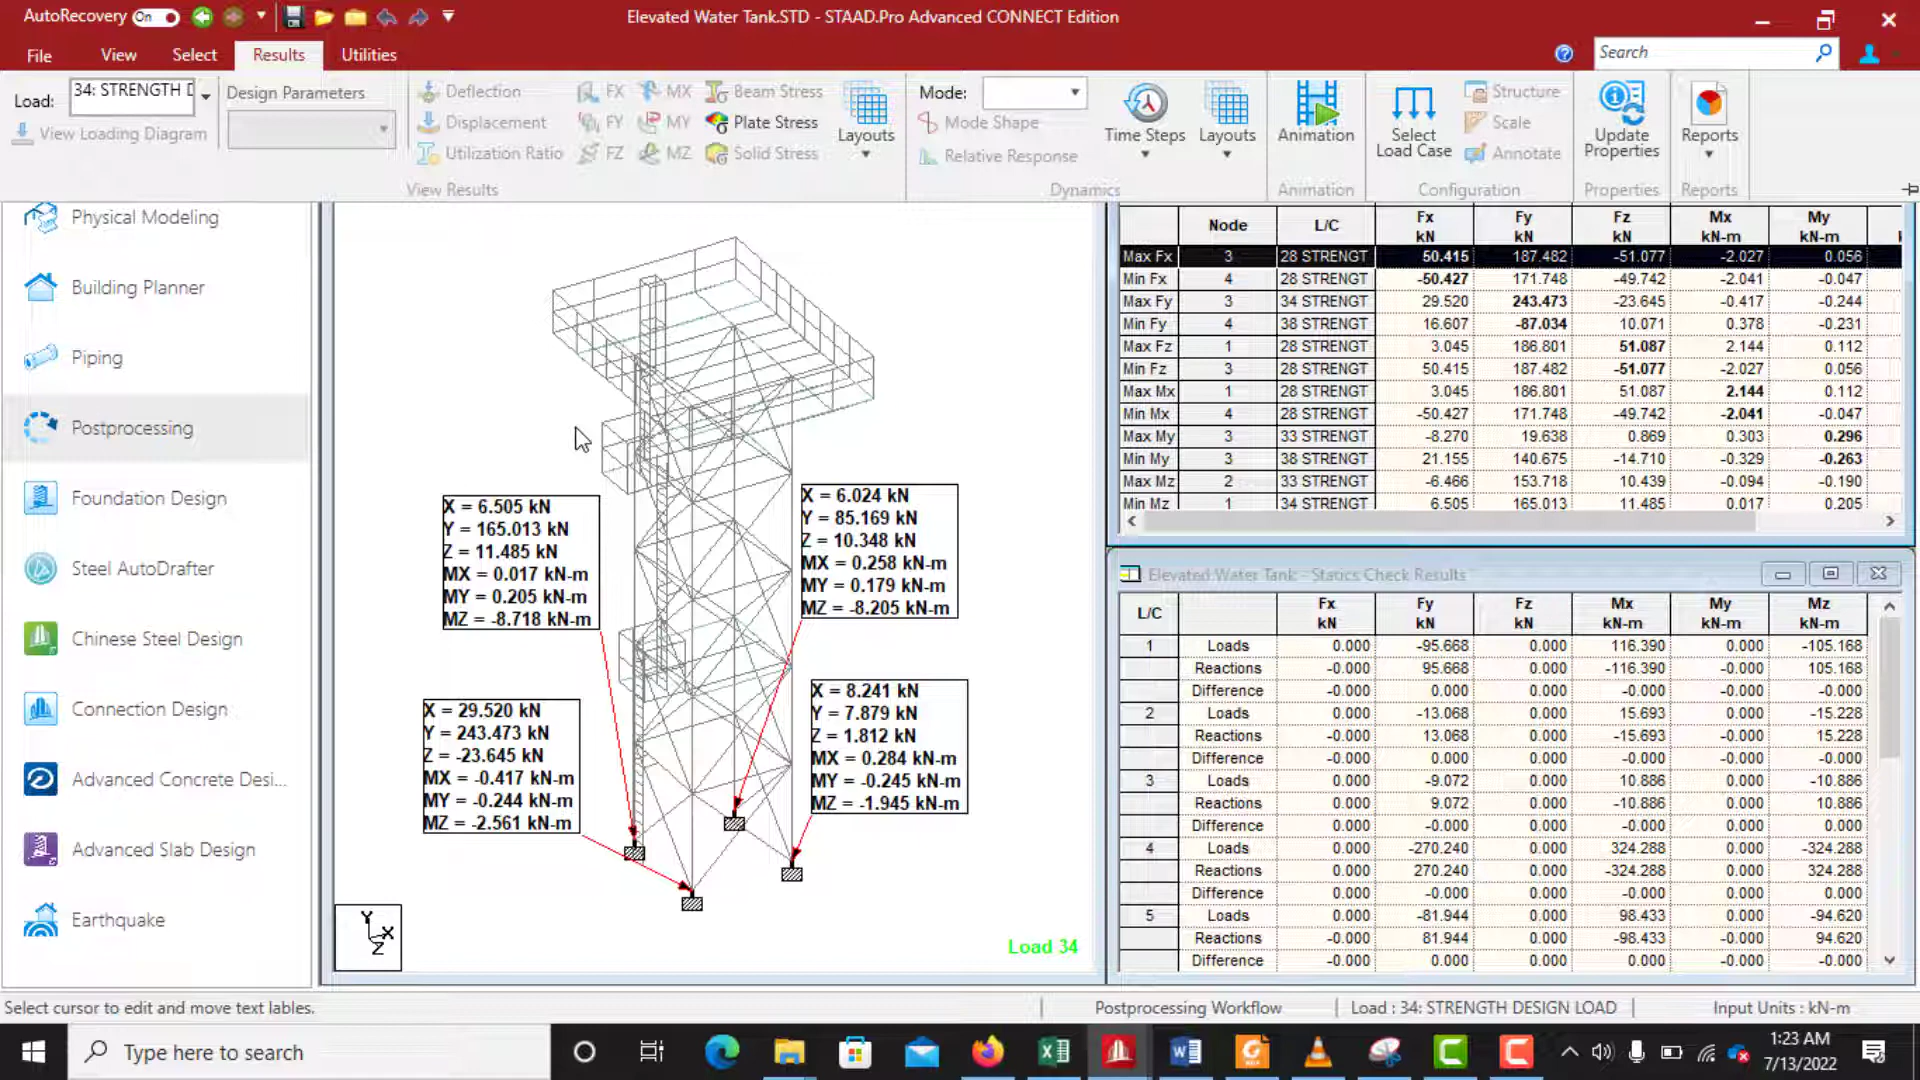 AutoRecovery On
Elevated Water Tank.STD - STAAD.Pro Advanced CONNECT Edition
File View Select Results Utilities
Search
Load: 34: STRENGTH D
View Loading Diagram
Design Parameters
Deflection FX MX Beam Stress
Displacement FY MY Plate Stress
Utilization Ratio FZ MZ Solid Stress
Layouts
View Results
Mode:
Mode Shape
Relative Response
Time Steps
Layouts
Dynamics
Animation
Animation
Select Load Case
Structure
Scale
Annotate
Configuration
Update Properties
Properties
Reports
Reports
Physical Modeling
Building Planner
Piping
Postprocessing
Foundation Design
Steel AutoDrafter
Chinese Steel Design
Connection Design
Advanced Concrete Desi...
Advanced Slab Design
Earthquake
X = 6.505 kN
Y = 165.013 kN
Z = 11.485 kN
MX = 0.017 kN-m
MY = 0.205 kN-m
MZ = -8.718 kN-m
X = 6.024 kN
Y = 85.169 kN
Z = 10.348 kN
MX = 0.258 kN-m
MY = 0.179 kN-m
MZ = -8.205 kN-m
X = 29.520 kN
Y = 243.473 kN
Z = -23.645 kN
MX = -0.417 kN-m
MY = -0.244 kN-m
MZ = -2.561 kN-m
X = 8.241 kN
Y = 7.879 kN
Z = 1.812 kN
MX = 0.284 kN-m
MY = -0.245 kN-m
MZ = -1.945 kN-m
Y
X
Z
Load 34
Node L/C Fx kN Fy kN Fz kN Mx kN-m My kN-m
Max Fx 3 28 STRENGT 50.415 187.482 -51.077 -2.027 0.056
Min Fx 4 28 STRENGT -50.427 171.748 -49.742 -2.041 -0.047
Max Fy 3 34 STRENGT 29.520 243.473 -23.645 -0.417 -0.244
Min Fy 4 38 STRENGT 16.607 -87.034 10.071 0.378 -0.231
Max Fz 1 28 STRENGT 3.045 186.801 51.087 2.144 0.112
Min Fz 3 28 STRENGT 50.415 187.482 -51.077 -2.027 0.056
Max Mx 1 28 STRENGT 3.045 186.801 51.087 2.144 0.112
Min Mx 4 28 STRENGT -50.427 171.748 -49.742 -2.041 -0.047
Max My 3 33 STRENGT -8.270 19.638 0.869 0.303 0.296
Min My 3 38 STRENGT 21.155 140.675 -14.710 -0.329 -0.263
Max Mz 2 33 STRENGT -6.466 153.718 10.439 -0.094 -0.190
Min Mz 1 34 STRENGT 6.505 165.013 11.485 0.017 0.205
Elevated Water Tank - Statics Check Results
L/C Fx kN Fy kN Fz kN Mx kN-m My kN-m Mz kN-m
1 Loads 0.000 -95.668 0.000 116.390 0.000 -105.168
Reactions -0.000 95.668 0.000 -116.390 0.000 105.168
Difference -0.000 0.000 0.000 -0.000 -0.000 -0.000
2 Loads 0.000 -13.068 0.000 15.693 0.000 -15.228
Reactions 0.000 13.068 0.000 -15.693 0.000 15.228
Difference 0.000 0.000 0.000 -0.000 0.000 -0.000
3 Loads 0.000 -9.072 0.000 10.886 0.000 -10.886
Reactions 0.000 9.072 0.000 -10.886 0.000 10.886
Difference 0.000 -0.000 0.000 -0.000 0.000 0.000
4 Loads 0.000 -270.240 0.000 324.288 0.000 -324.288
Reactions 0.000 270.240 0.000 -324.288 0.000 324.288
Difference 0.000 -0.000 0.000 -0.000 0.000 0.000
5 Loads 0.000 -81.944 0.000 98.433 0.000 -94.620
Reactions -0.000 81.944 0.000 -98.433 0.000 94.620
Difference -0.000 0.000 0.000 -0.000 -0.000 -0.000
Select cursor to edit and move text lables.
Postprocessing Workflow
Load : 34: STRENGTH DESIGN LOAD
Input Units : kN-m
Type here to search
1:23 AM
7/13/2022